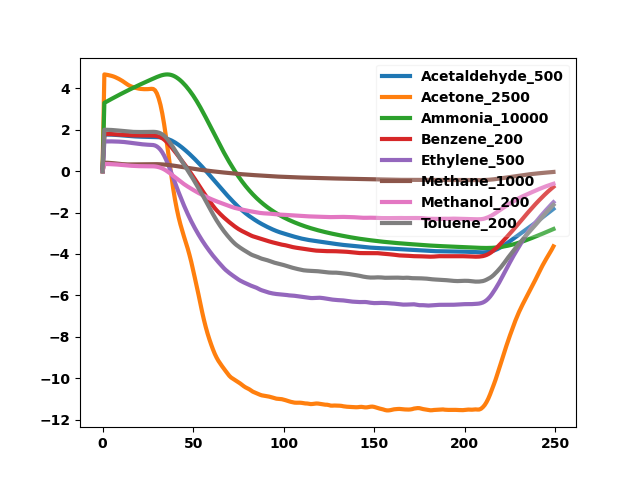 4
2
0
−2
−4
−6
−8
−10
−12
0 50 100 150 200 250
Acetaldehyde_500
Acetone_2500
Ammonia_10000
Benzene_200
Ethylene_500
Methane_1000
Methanol_200
Toluene_200